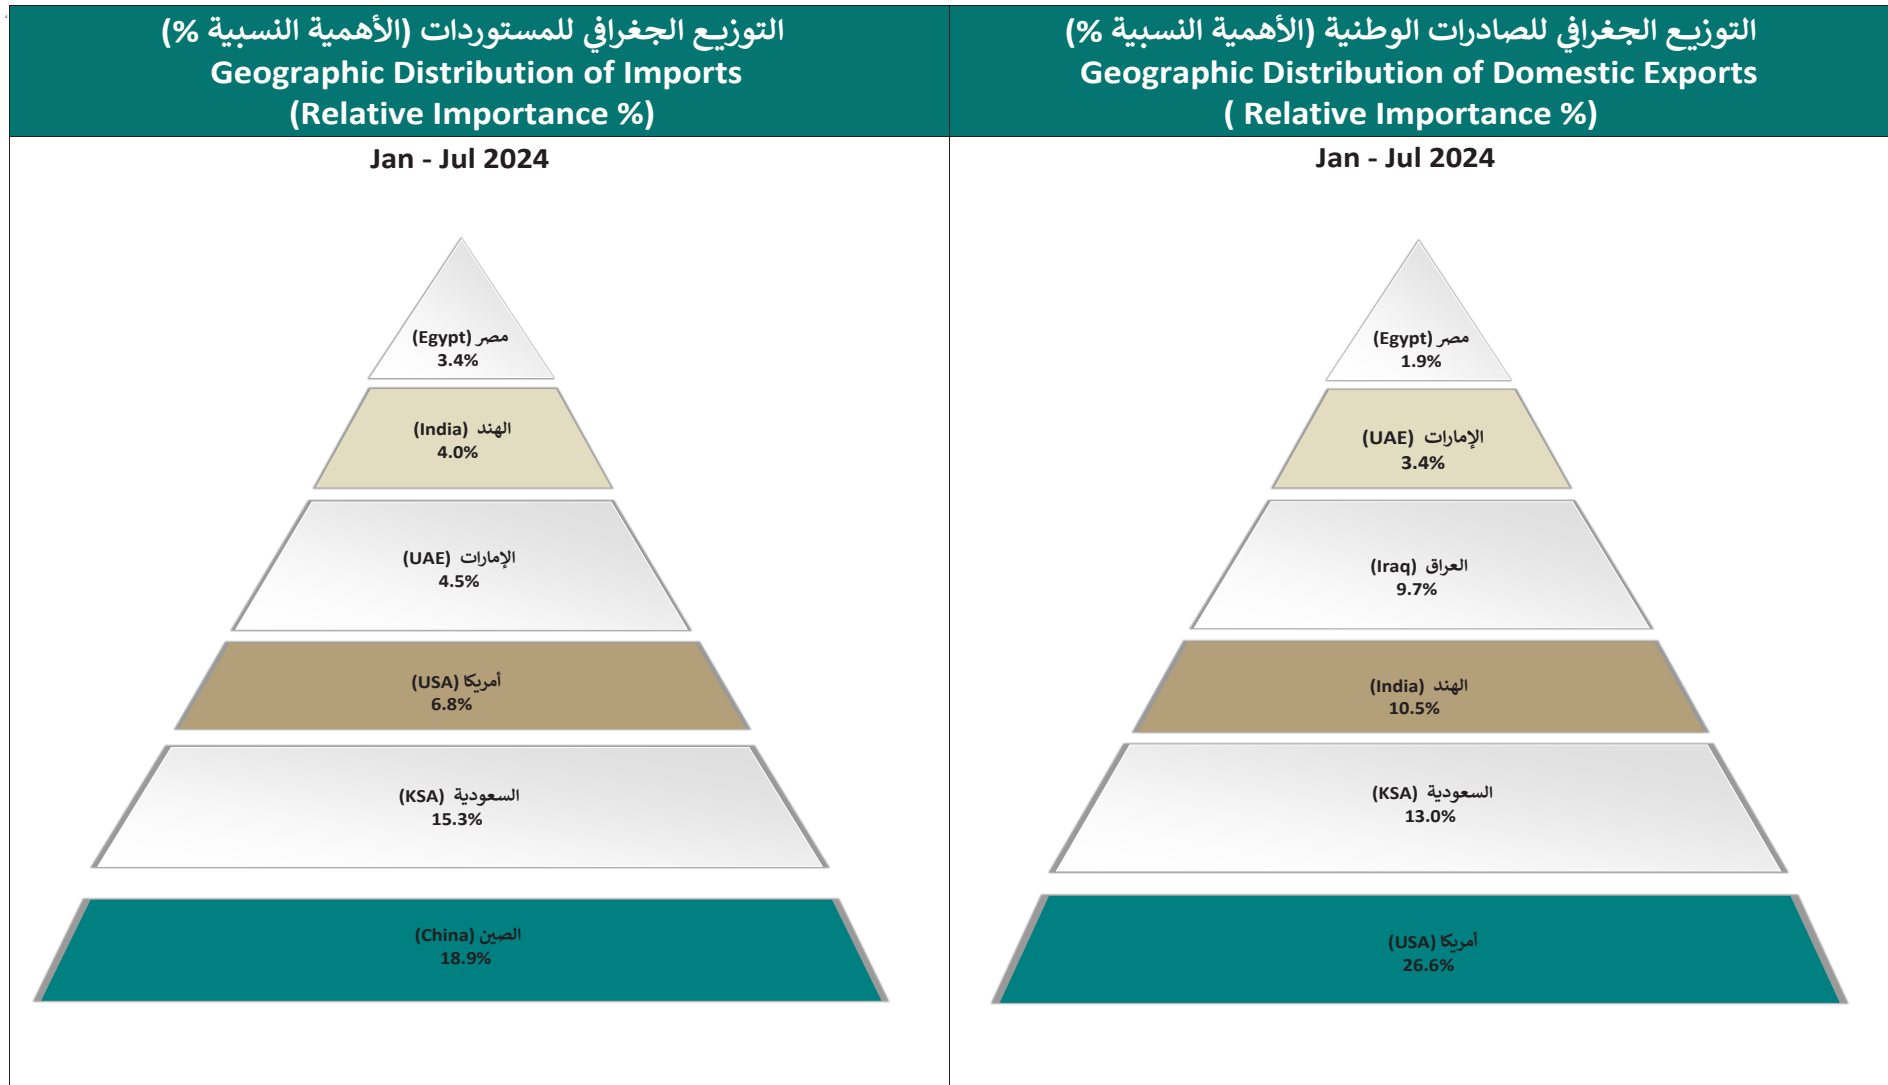 التوزيع الجغرافي للمستوردات (الأهمية النسبية %)
Geographic Distribution of Imports
(Relative Importance %)
Jan - Jul 2024
مصر (Egypt)
3.4%
الهند (India)
4.0%
الإمارات (UAE)
4.5%
أمريكا (USA)
6.8%
السعودية (KSA)
15.3%
الصين (China)
18.9%
التوزيع الجغرافي للصادرات الوطنية (الأهمية النسبية %)
Geographic Distribution of Domestic Exports
( Relative Importance %)
Jan - Jul 2024
مصر (Egypt)
1.9%
الإمارات (UAE)
3.4%
العراق (Iraq)
9.7%
الهند (India)
10.5%
السعودية (KSA)
13.0%
أمريكا (USA)
26.6%